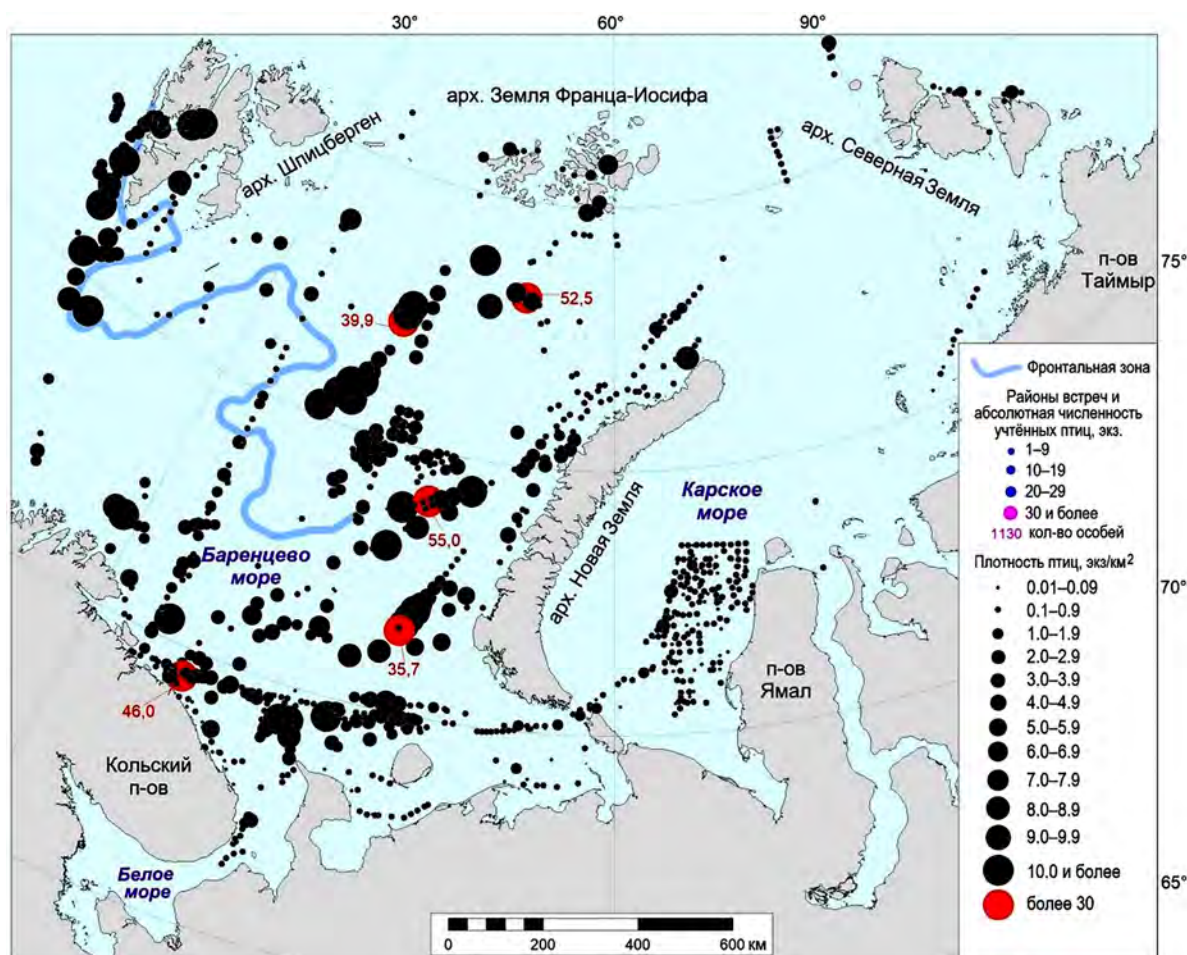 30°
60°
90°
арх. Земля Франца-Иосифа
арх. Шпицберген
арх. Северная Земля
п-ов
Таймыр
75°
52,5
39,9
Карское
море
55,0
Баренцево
море
арх. Новая Земля
70°
35,7
п-ов
Ямал
46,0
Кольский
п-ов
Белое
море
65°
0 200 400 600 км
Фронтальная зона
Районы встреч и
абсолютная численность
учтённых птиц, экз.
1–9
10–19
20–29
30 и более
1130 кол-во особей
Плотность птиц, экз/км²
0.01–0.09
0.1–0.9
1.0–1.9
2.0–2.9
3.0–3.9
4.0–4.9
5.0–5.9
6.0–6.9
7.0–7.9
8.0–8.9
9.0–9.9
10.0 и более
более 30